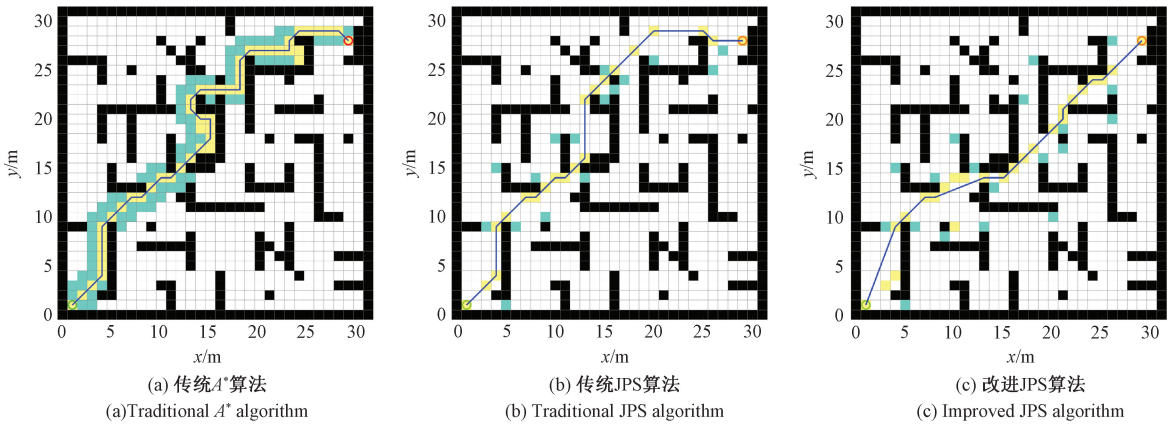 30
25
20
15
10
5
0
y/m
0 5 10 15 20 25 30
x/m
(a) 传统A*算法
(a)Traditional A* algorithm
30
25
20
15
10
5
0
y/m
0 5 10 15 20 25 30
x/m
(b) 传统JPS算法
(b) Traditional JPS algorithm
30
25
20
15
10
5
0
y/m
0 5 10 15 20 25 30
x/m
(c) 改进JPS算法
(c) Improved JPS algorithm